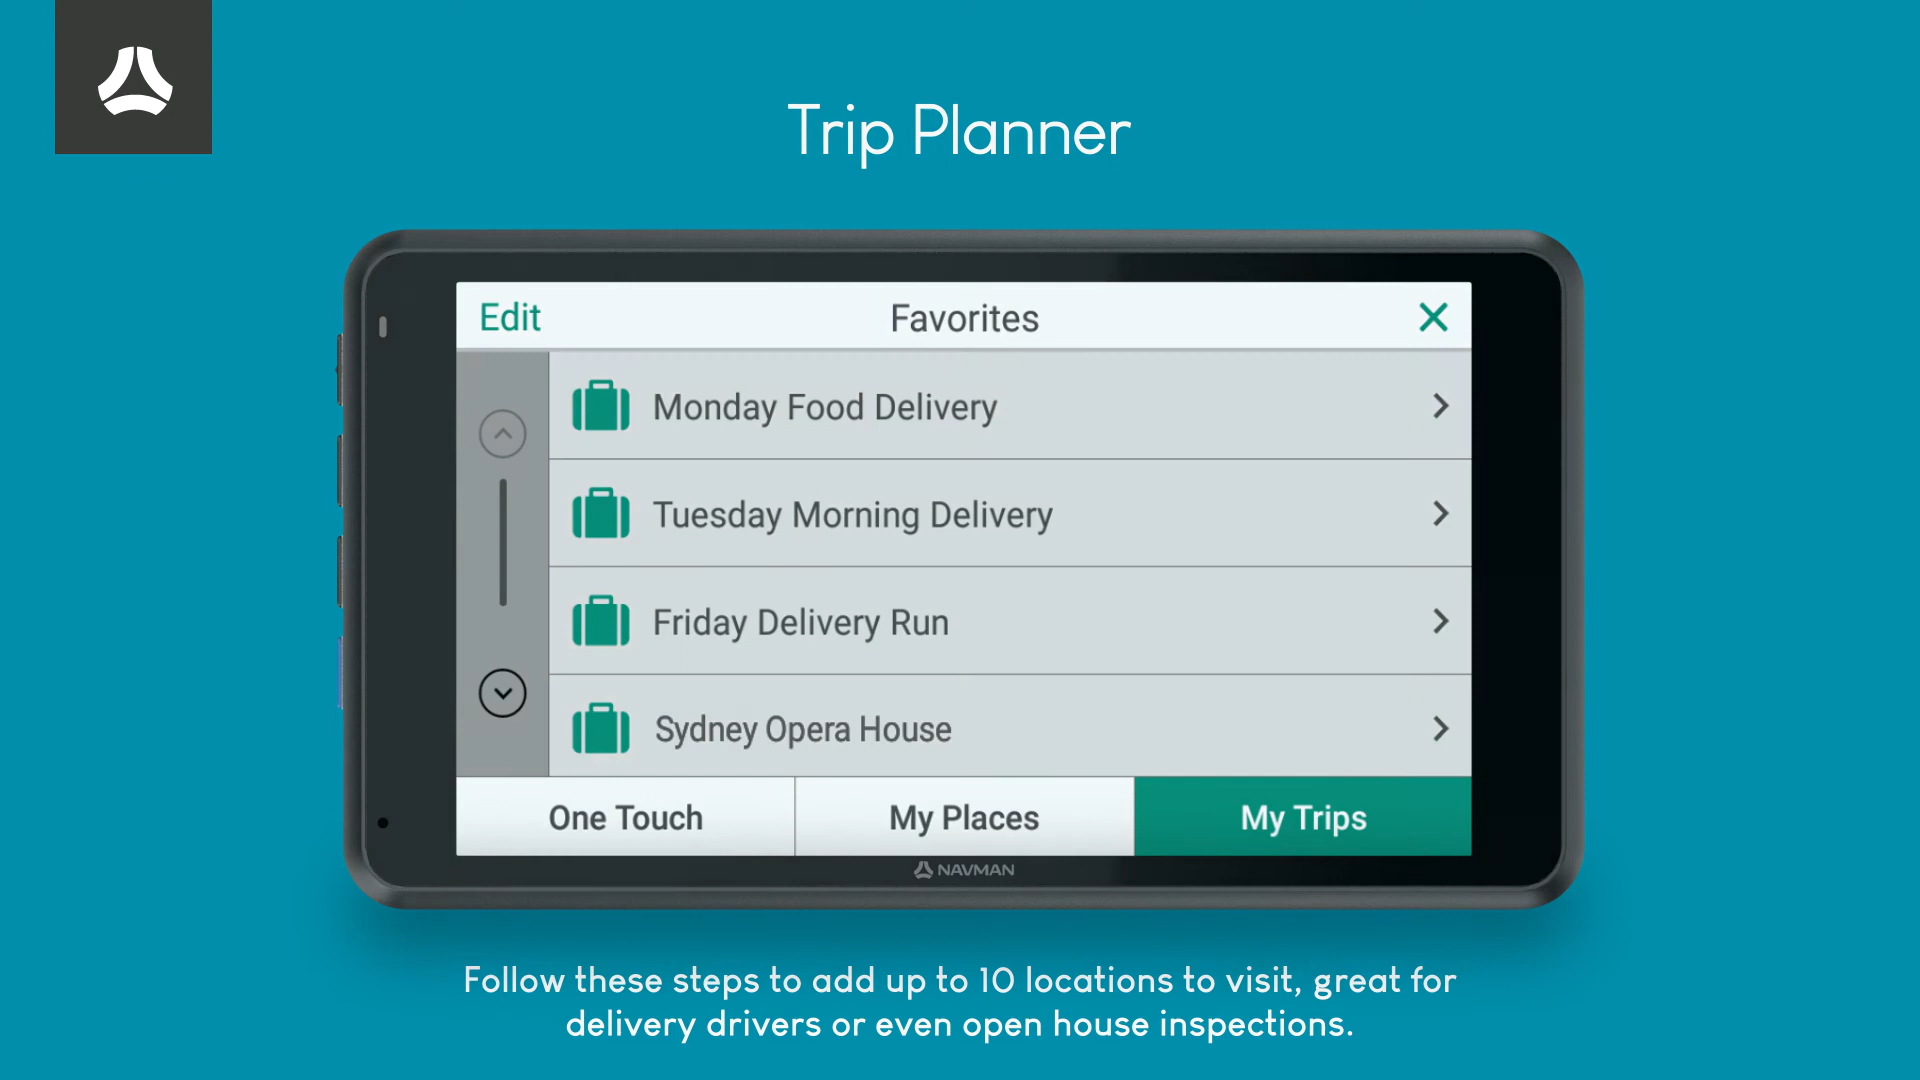 Trip Planner
Edit
Favorites
Monday Food Delivery
Tuesday Morning Delivery
Friday Delivery Run
Sydney Opera House
One Touch
My Places
My Trips
NAVMAN
Follow these steps to add up to 10 locations to visit, great for
delivery drivers or even open house inspections.